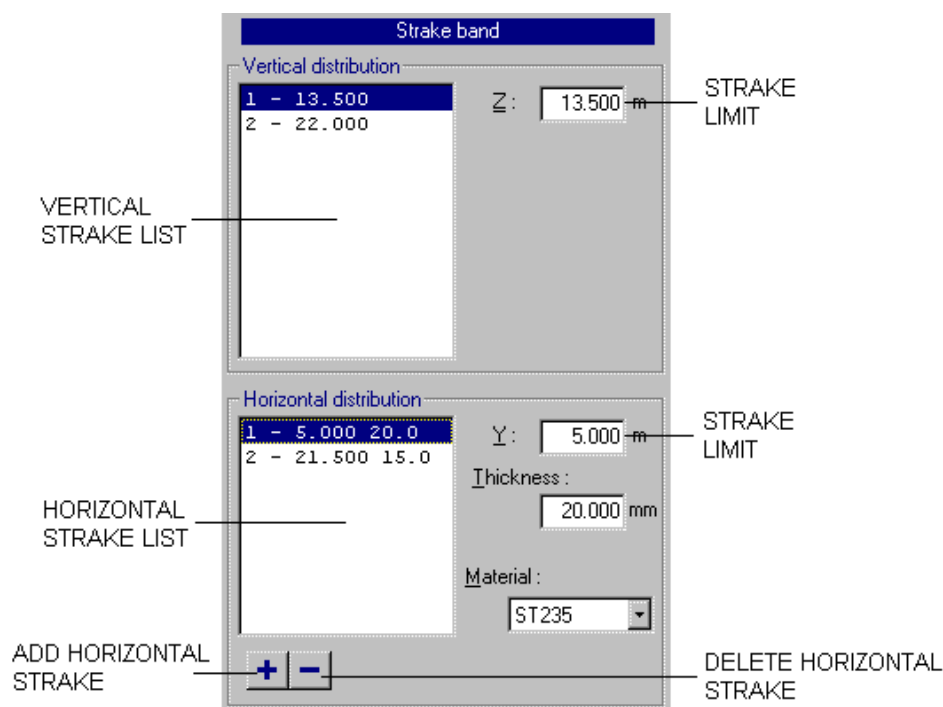 Strake band
Vertical distribution
1 - 13.500
2 - 22.000
Z : 13.500 m
STRAKE
LIMIT
VERTICAL
STRAKE LIST
Horizontal distribution
1 - 5.000 20.0
2 - 21.500 15.0
Y : 5.000 m
STRAKE
LIMIT
Thickness :
20.000 mm
HORIZONTAL
STRAKE LIST
Material :
ST235
ADD HORIZONTAL
STRAKE
+ −
DELETE HORIZONTAL
STRAKE